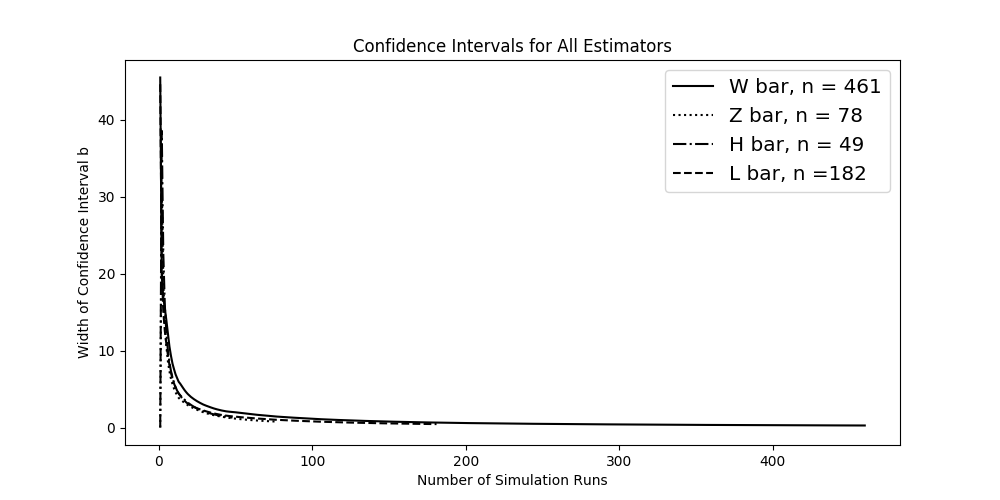 Confidence Intervals for All Estimators
W bar, n = 461
Z bar, n = 78
H bar, n = 49
L bar, n =182
Width of Confidence Interval b
40
30
20
10
0
0 100 200 300 400
Number of Simulation Runs